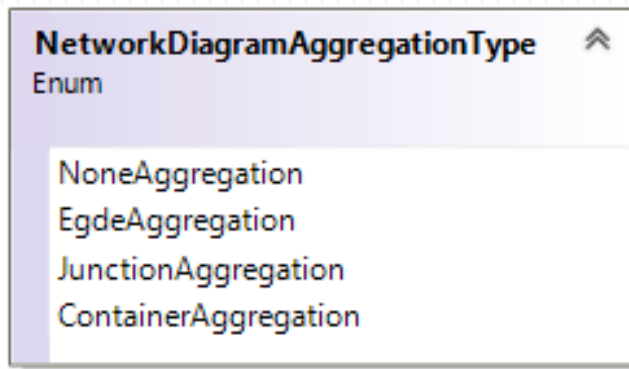 NetworkDiagramAggregationType
Enum
NoneAggregation
EgdeAggregation
JunctionAggregation
ContainerAggregation